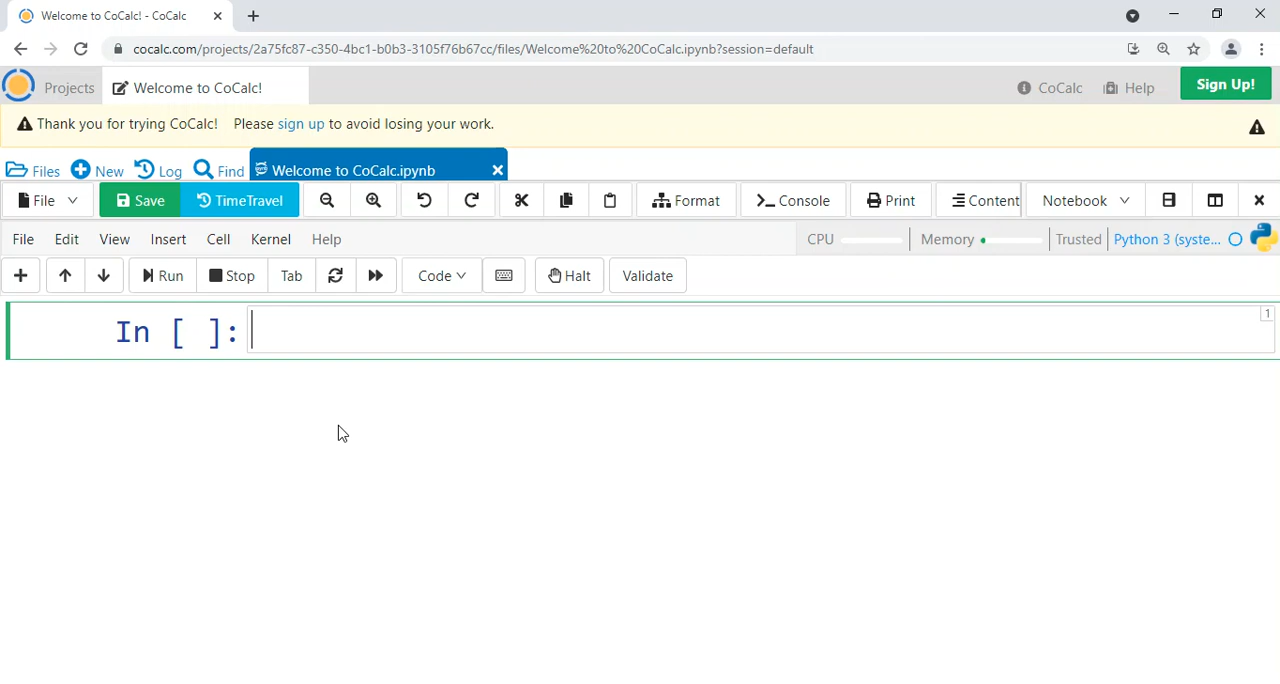 Welcome to CoCalc! - CoCalc
cocalc.com/projects/2a75fc87-c350-4bc1-b0b3-3105f76b67cc/files/Welcome%20to%20CoCalc.ipynb?session=default
Projects Welcome to CoCalc! CoCalc Help Sign Up!
Thank you for trying CoCalc! Please sign up to avoid losing your work.
Files New Log Find Welcome to CoCalc.ipynb
File Save TimeTravel Format Console Print Content Notebook
File Edit View Insert Cell Kernel Help CPU Memory Trusted Python 3 (syste...
Run Stop Tab Code Halt Validate
In [ ]: 1